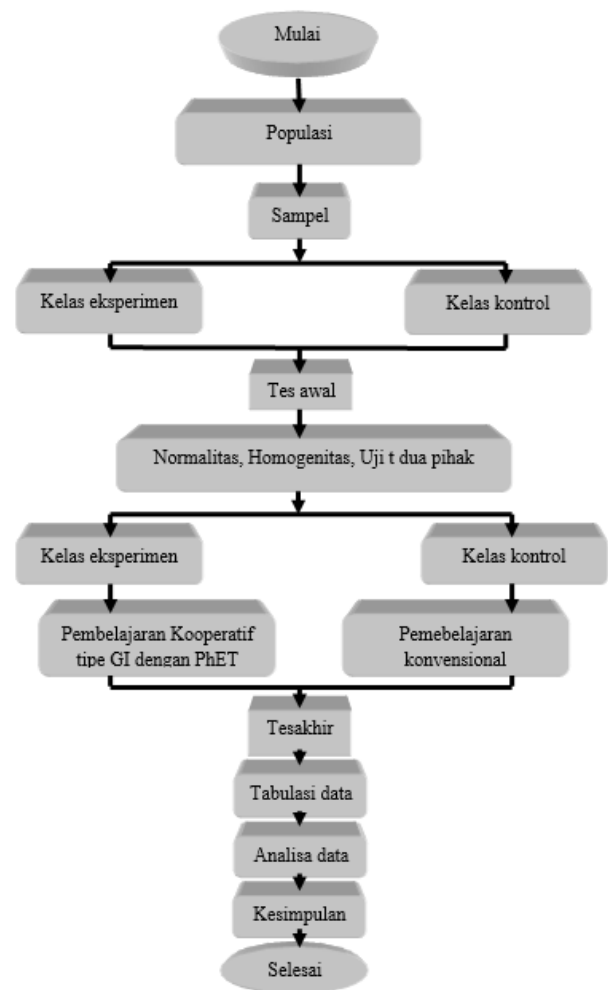 Mulai
Populasi
Sampel
Kelas eksperimen
Kelas kontrol
Tes awal
Normalitas, Homogenitas, Uji t dua pihak
Kelas eksperimen
Kelas kontrol
Pembelajaran Kooperatif
tipe GI dengan PhET
Pemebelajaran
konvensional
Tesakhir
Tabulasi data
Analisa data
Kesimpulan
Selesai